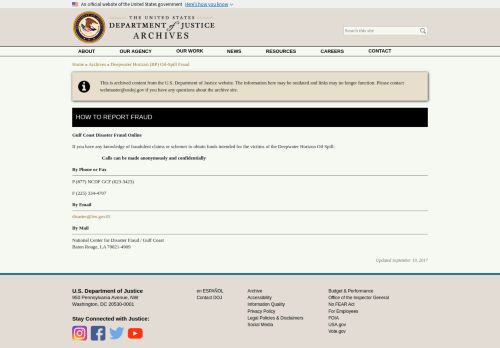 An official website of the United States government Here's how you know
THE UNITED STATES
DEPARTMENT of JUSTICE
ARCHIVES
Search this site
ABOUT OUR AGENCY OUR WORK NEWS RESOURCES CAREERS CONTACT
Home » Archives » Deepwater Horizon (BP) Oil Spill Fraud
This is archived content from the U.S. Department of Justice website. The information here may be outdated and links may no longer function. Please contact
webmaster@usdoj.gov if you have any questions about the archive site.
HOW TO REPORT FRAUD
Gulf Coast Disaster Fraud Online
If you have any knowledge of fraudulent claims or schemes to obtain funds intended for the victims of the Deepwater Horizon Oil Spill:
Calls can be made anonymously and confidentially
By Phone or Fax
P (877) NCDF GCF (623-3423)
F (225) 334-4707
By Email
disaster@leo.gov
By Mail
National Center for Disaster Fraud / Gulf Coast
Baton Rouge, LA 70821-4909
Updated September 19, 2017
U.S. Department of Justice
950 Pennsylvania Avenue, NW
Washington, DC 20530-0001
Stay Connected with Justice:
en ESPAÑOL
Contact DOJ
Archive
Accessibility
Information Quality
Privacy Policy
Legal Policies & Disclaimers
Social Media
Budget & Performance
Office of the Inspector General
No FEAR Act
For Employees
FOIA
USA.gov
Vote.gov